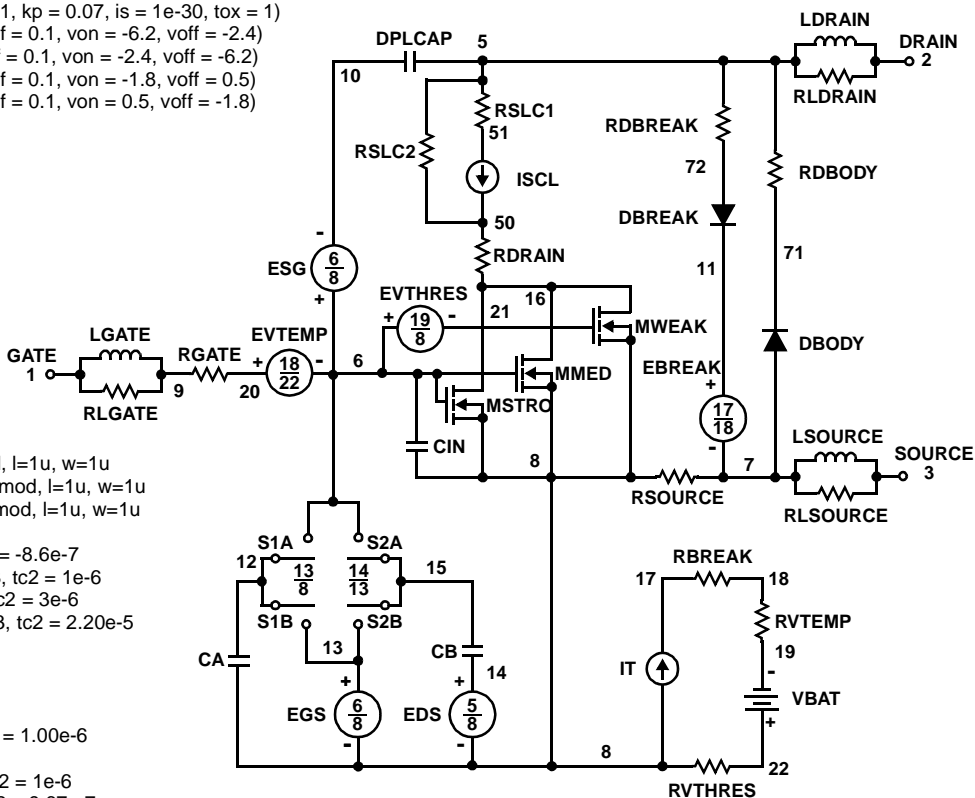 1, kp = 0.07, is = 1e-30, tox = 1)
f = 0.1, von = -6.2, voff = -2.4)
= 0.1, von = -2.4, voff = -6.2)
f = 0.1, von = -1.8, voff = 0.5)
f = 0.1, von = 0.5, voff = -1.8)
DPLCAP
5
10
LDRAIN
DRAIN
2
RLDRAIN
RSLC1
51
RSLC2
ISCL
50
RDRAIN
RDBREAK
72
RDBODY
DBREAK
71
11
-
ESG
6
8
+
EVTHRES
+
19
8
-
16
21
MWEAK
LGATE
GATE
1
RLGATE
9
RGATE
20
EVTEMP
+
18
22
-
6
MMED
MSTRO
CIN
8
EBREAK
+
17
18
-
DBODY
7
RSOURCE
LSOURCE
SOURCE
3
RLSOURCE
, l=1u, w=1u
mod, l=1u, w=1u
mod, l=1u, w=1u
= -8.6e-7
, tc2 = 1e-6
c2 = 3e-6
3, tc2 = 2.20e-5
= 1.00e-6
2 = 1e-6
S1A
S2A
12
13
8
14
13
15
S1B
S2B
13
CA
CB
14
+
EGS
6
8
-
+
EDS
5
8
-
8
RBREAK
17
18
RVTEMP
19
IT
-
VBAT
+
22
RVTHRES